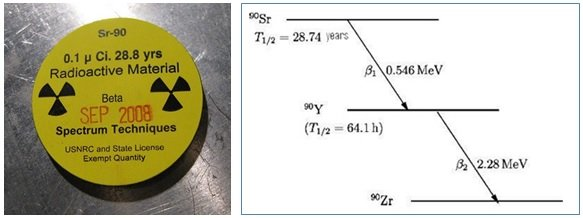 Sr-90
0.1 μ Ci. 28.8 yrs
Radioactive Material
Beta
SEP 2008
Spectrum Techniques
USNRC and State License
Exempt Quantity
⁹⁰Sr
T₁/₂ = 28.74 years
β₁ 0.546 MeV
⁹⁰Y
(T₁/₂ = 64.1 h)
β₂ 2.28 MeV
⁹⁰Zr